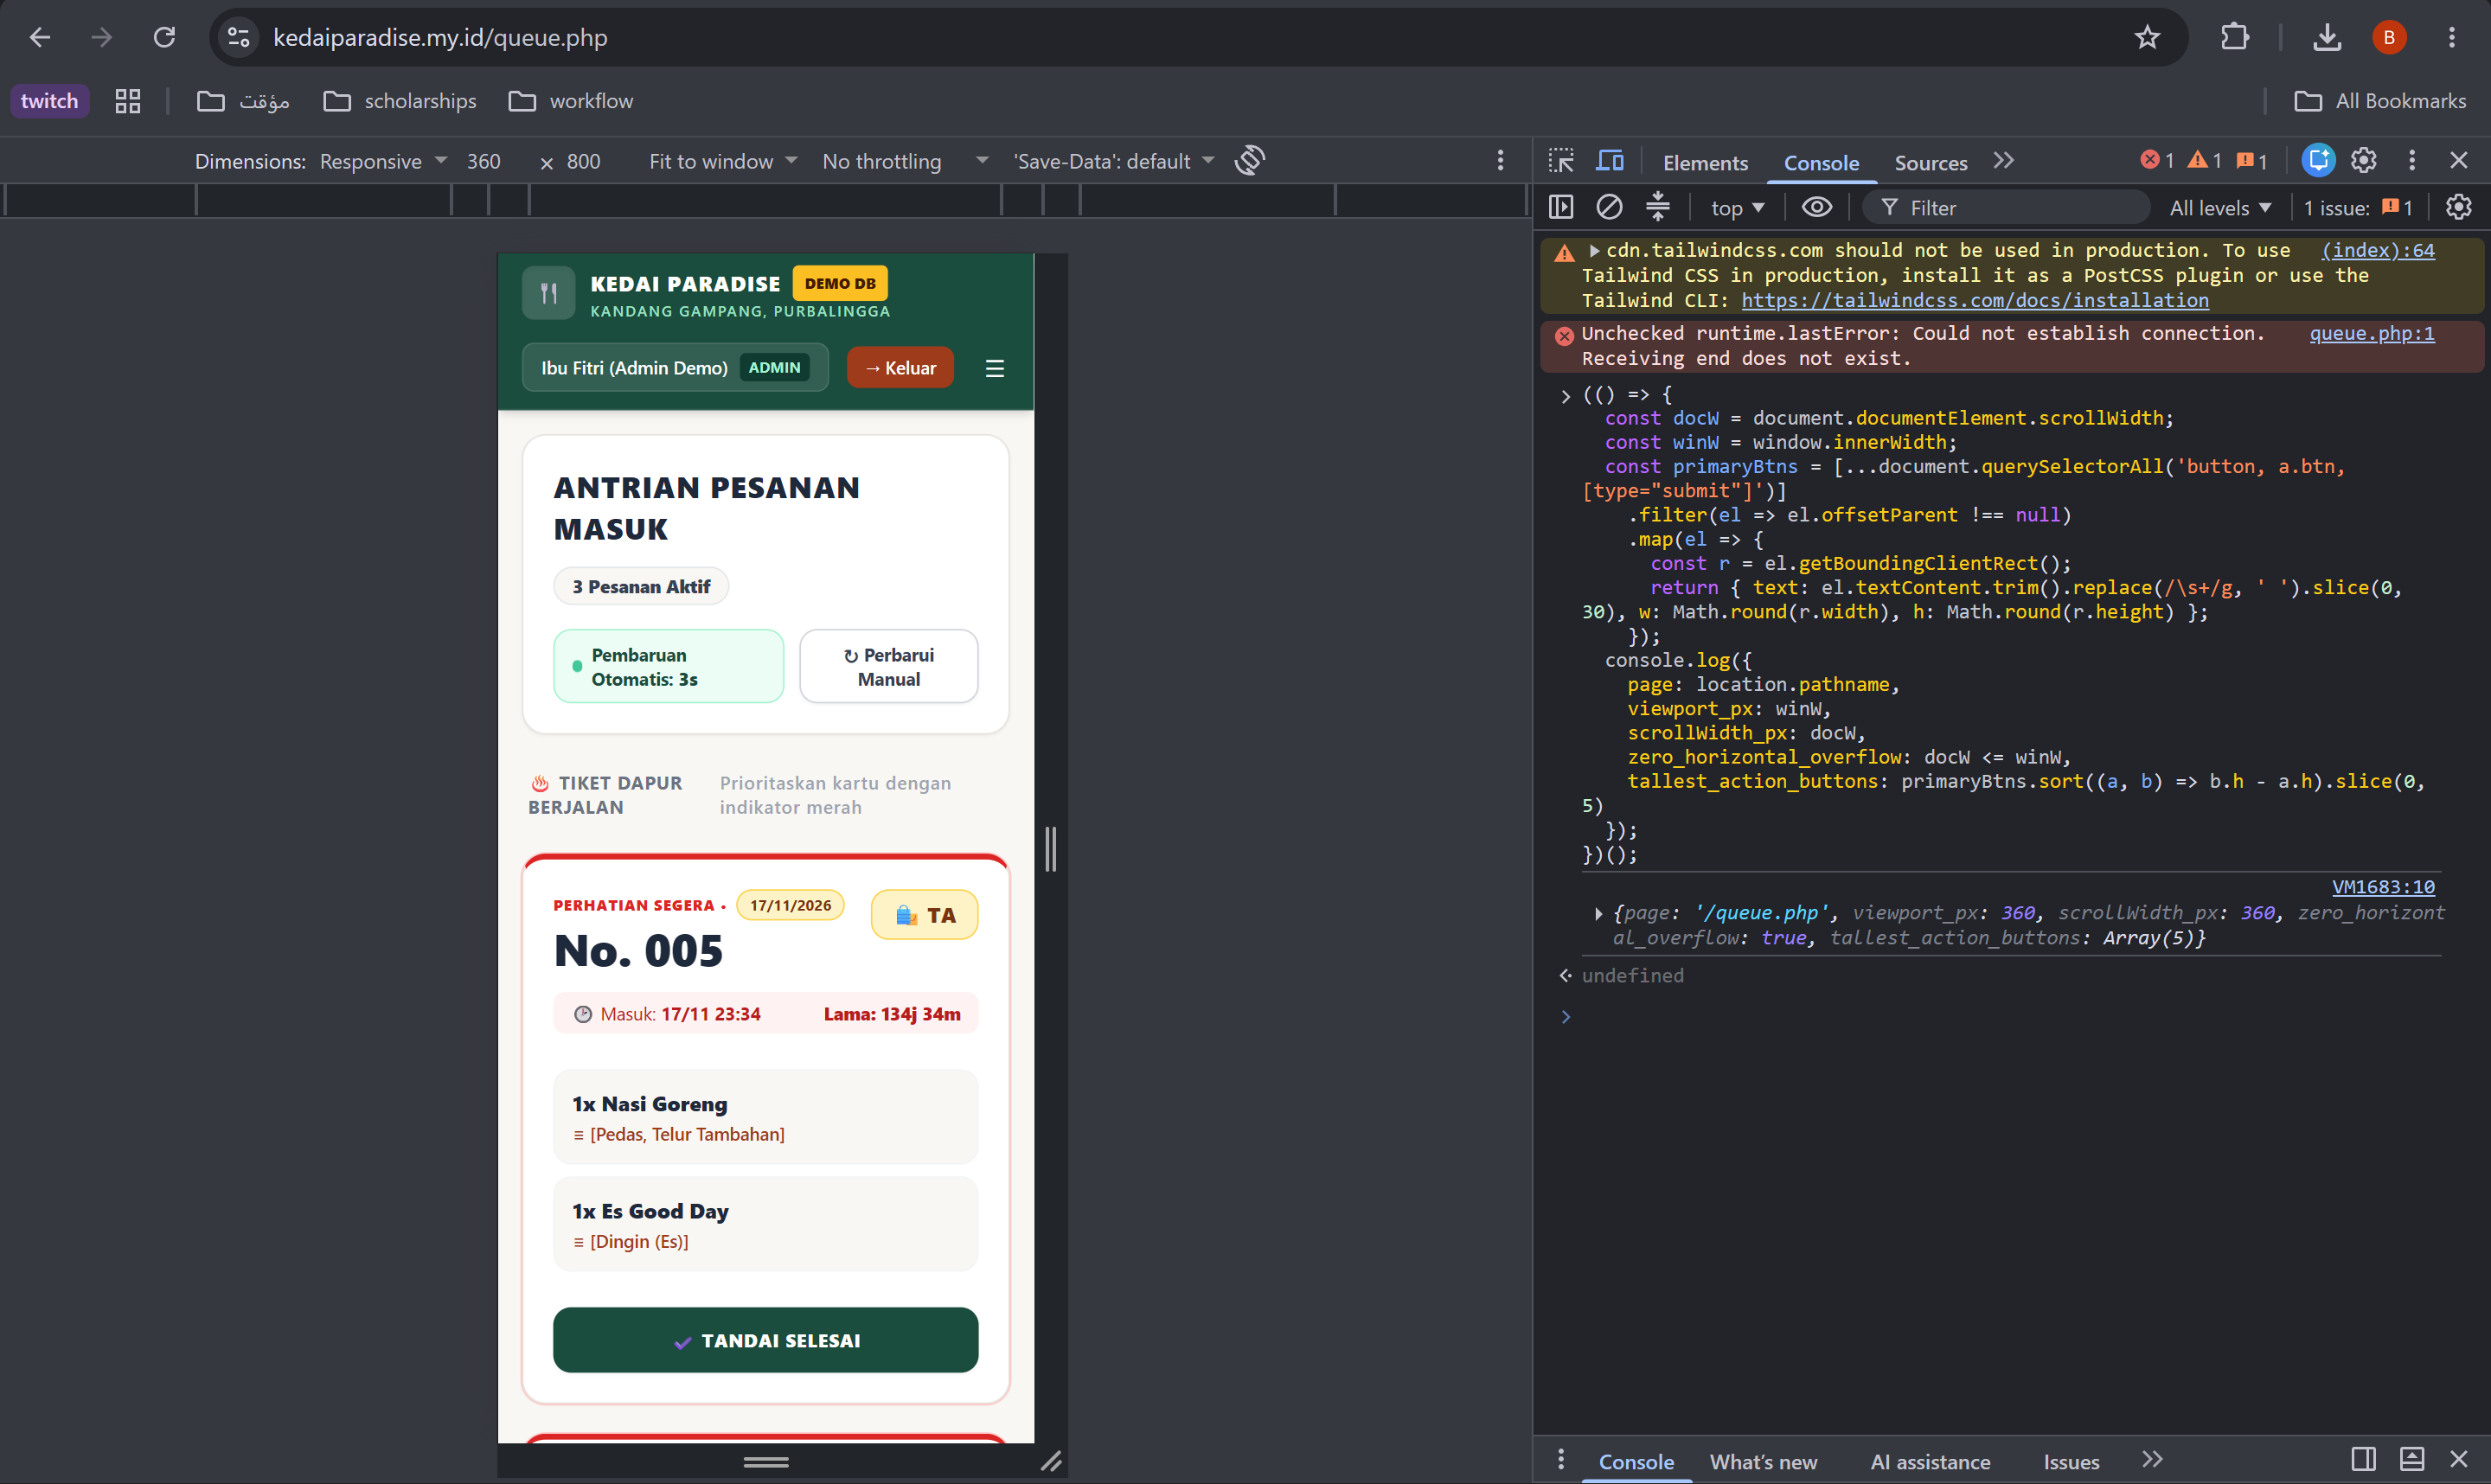 kedaiparadise.my.id/queue.php
B
twitch
مؤقت
scholarships
workflow
All Bookmarks
Dimensions: Responsive 360 × 800 Fit to window No throttling 'Save-Data': default
KEDAI PARADISE DEMO DB
KANDANG GAMPANG, PURBALINGGA
Ibu Fitri (Admin Demo) ADMIN → Keluar ☰
ANTRIAN PESANAN
MASUK
3 Pesanan Aktif
Pembaruan
Otomatis: 3s
↻ Perbarui
Manual
♨ TIKET DAPUR
BERJALAN
Prioritaskan kartu dengan
indikator merah
PERHATIAN SEGERA • 17/11/2026
🛍 TA
No. 005
Masuk: 17/11 23:34 Lama: 134j 34m
1x Nasi Goreng
≡ [Pedas, Telur Tambahan]
1x Es Good Day
≡ [Dingin (Es)]
✔ TANDAI SELESAI
Elements Console Sources 1 1 1
top Filter All levels 1 issue: 1
cdn.tailwindcss.com should not be used in production. To use (index):64
Tailwind CSS in production, install it as a PostCSS plugin or use the
Tailwind CLI: https://tailwindcss.com/docs/installation
Unchecked runtime.lastError: Could not establish connection. queue.php:1
Receiving end does not exist.
(() => {
const docW = document.documentElement.scrollWidth;
const winW = window.innerWidth;
const primaryBtns = [...document.querySelectorAll('button, a.btn,
[type="submit"]')]
.filter(el => el.offsetParent !== null)
.map(el => {
const r = el.getBoundingClientRect();
return { text: el.textContent.trim().replace(/\s+/g, ' ').slice(0,
30), w: Math.round(r.width), h: Math.round(r.height) };
});
console.log({
page: location.pathname,
viewport_px: winW,
scrollWidth_px: docW,
zero_horizontal_overflow: docW <= winW,
tallest_action_buttons: primaryBtns.sort((a, b) => b.h - a.h).slice(0,
5)
});
})();
VM1683:10
{page: '/queue.php', viewport_px: 360, scrollWidth_px: 360, zero_horizont
al_overflow: true, tallest_action_buttons: Array(5)}
undefined
Console What's new AI assistance Issues